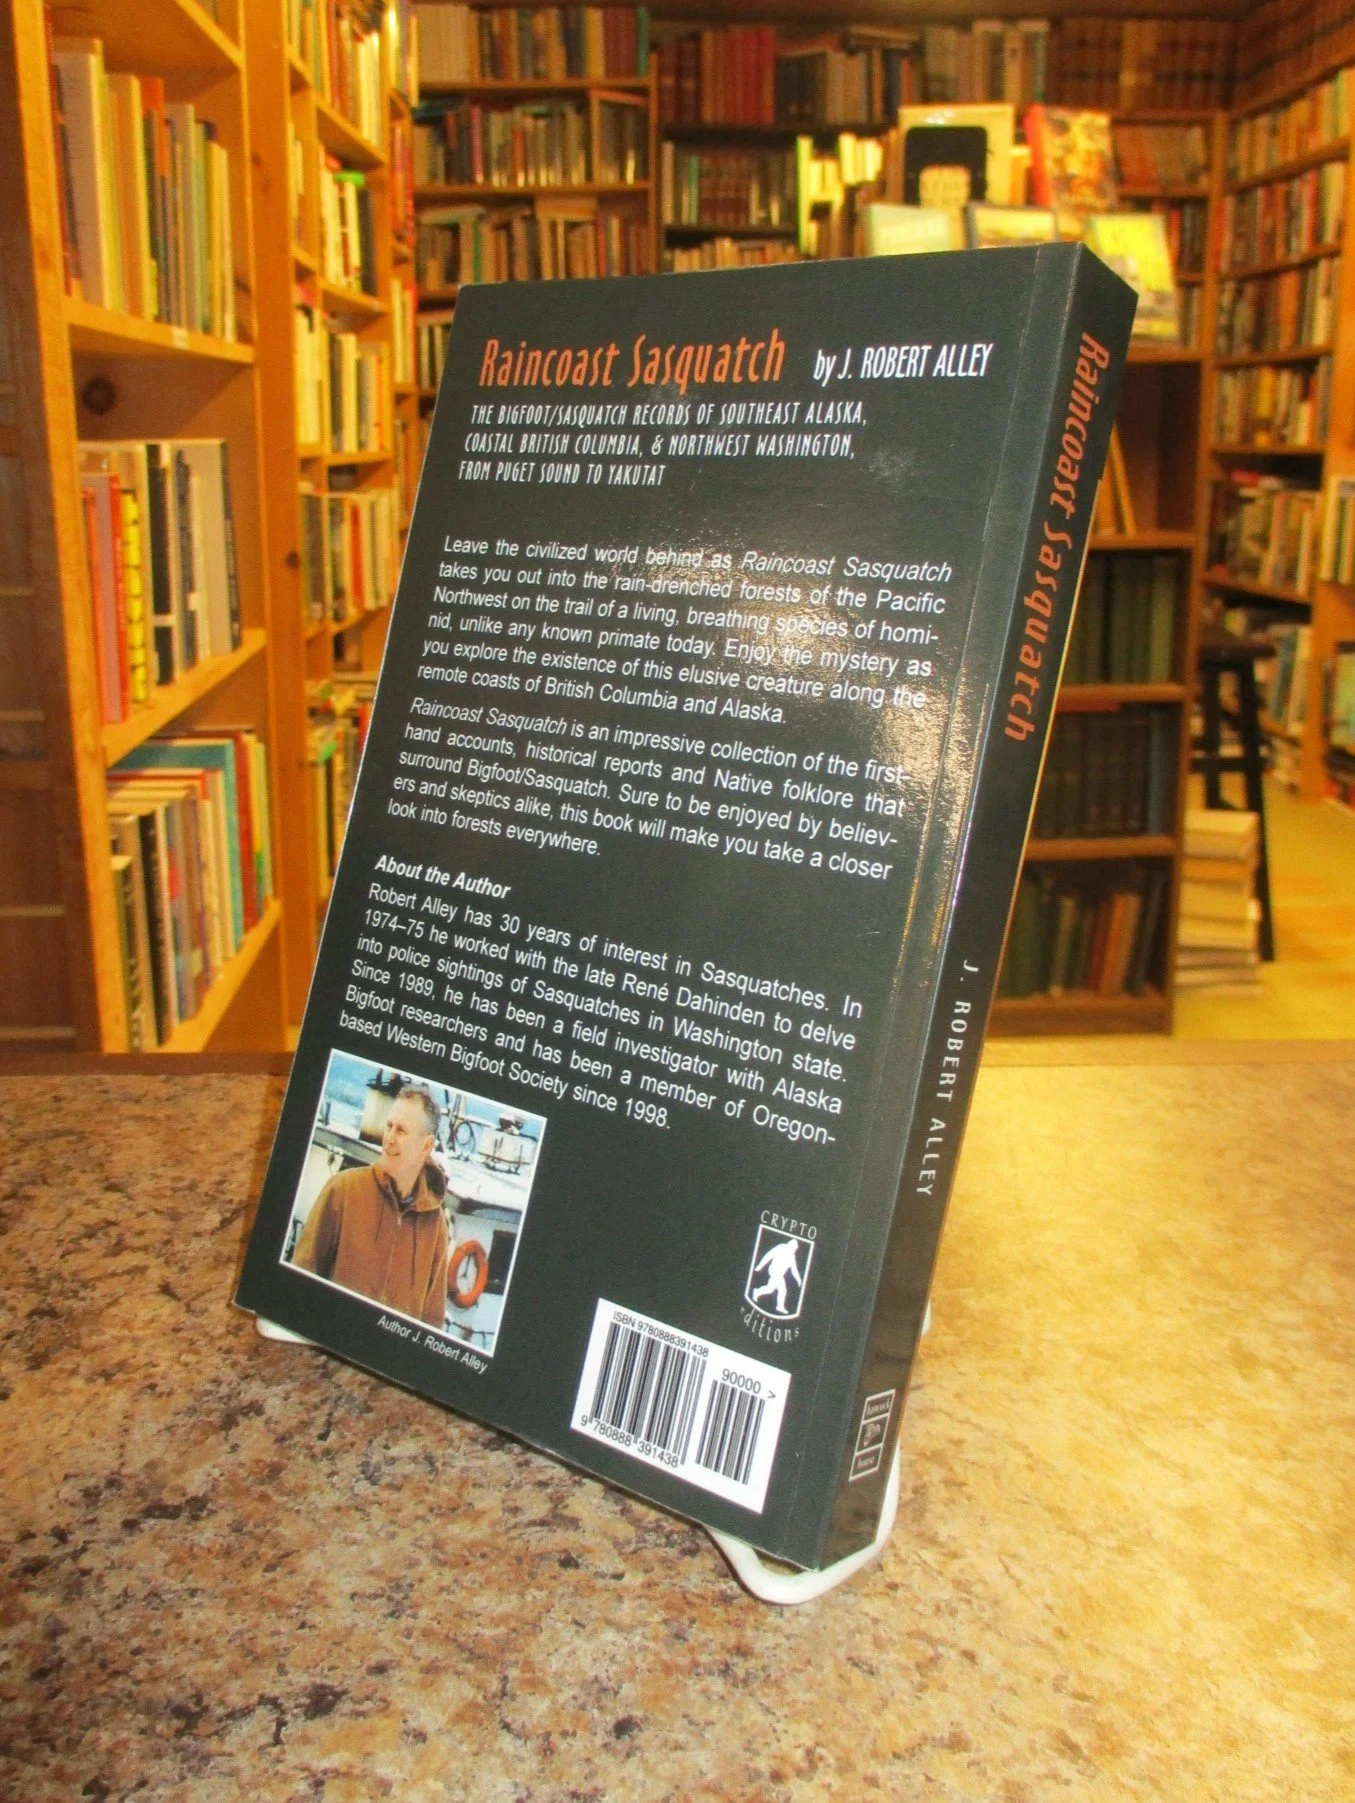 Raincoast Sasquatch by J. ROBERT ALLEY
THE BIGFOOT/SASQUATCH RECORDS OF SOUTHEAST ALASKA,
COASTAL BRITISH COLUMBIA, & NORTHWEST WASHINGTON,
FROM PUGET SOUND TO YAKUTAT
Leave the civilized world behind as Raincoast Sasquatch
takes you out into the rain-drenched forests of the Pacific
Northwest on the trail of a living, breathing species of homi-
nid, unlike any known primate today. Enjoy the mystery as
you explore the existence of this elusive creature along the
remote coasts of British Columbia and Alaska.
Raincoast Sasquatch is an impressive collection of the first-
hand accounts, historical reports and Native folklore that
surround Bigfoot/Sasquatch. Sure to be enjoyed by believ-
ers and skeptics alike, this book will make you take a closer
look into forests everywhere.
About the Author
Robert Alley has 30 years of interest in Sasquatches. In
1974–75 he worked with the late René Dahinden to delve
into police sightings of Sasquatches in Washington state.
Since 1989, he has been a field investigator with Alaska
Bigfoot researchers and has been a member of Oregon-
based Western Bigfoot Society since 1998.
Author J. Robert Alley
CRYPTO
editions
ISBN 9780888391438
90000 >
9 780888 391438
Raincoast Sasquatch
J. ROBERT ALLEY
hancock
house